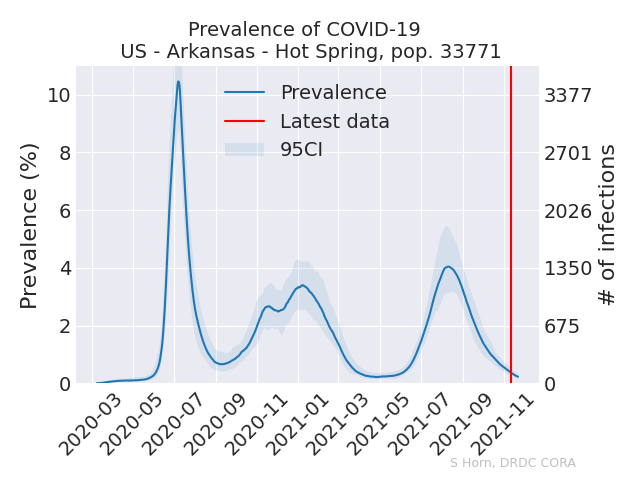 Prevalence of COVID-19
US - Arkansas - Hot Spring, pop. 33771
Prevalence
Latest data
95CI
Prevalence (%)
10
8
6
4
2
0
3377
2701
2026
1350
675
0
# of infections
2020-03
2020-05
2020-07
2020-09
2020-11
2021-01
2021-03
2021-05
2021-07
2021-09
2021-11
S Horn, DRDC CORA